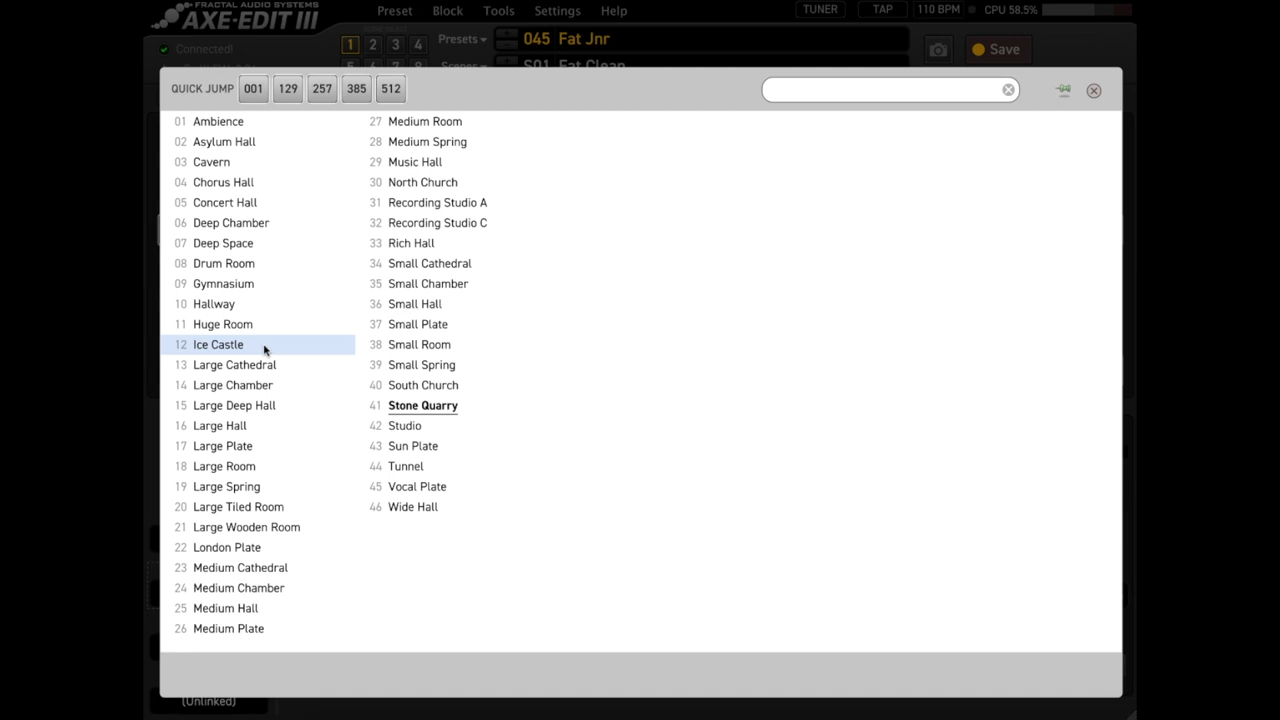 FRACTAL AUDIO SYSTEMS
AXE-EDIT III
Preset Block Tools Settings Help
TUNER TAP 110 BPM CPU 58.5%
Connected!
1 2 3 4
Presets 045 Fat Jnr
Save
Scenes S01 Fat Clean
QUICK JUMP 001 129 257 385 512
01 Ambience
02 Asylum Hall
03 Cavern
04 Chorus Hall
05 Concert Hall
06 Deep Chamber
07 Deep Space
08 Drum Room
09 Gymnasium
10 Hallway
11 Huge Room
12 Ice Castle
13 Large Cathedral
14 Large Chamber
15 Large Deep Hall
16 Large Hall
17 Large Plate
18 Large Room
19 Large Spring
20 Large Tiled Room
21 Large Wooden Room
22 London Plate
23 Medium Cathedral
24 Medium Chamber
25 Medium Hall
26 Medium Plate
27 Medium Room
28 Medium Spring
29 Music Hall
30 North Church
31 Recording Studio A
32 Recording Studio C
33 Rich Hall
34 Small Cathedral
35 Small Chamber
36 Small Hall
37 Small Plate
38 Small Room
39 Small Spring
40 South Church
41 Stone Quarry
42 Studio
43 Sun Plate
44 Tunnel
45 Vocal Plate
46 Wide Hall
(Unlinked)